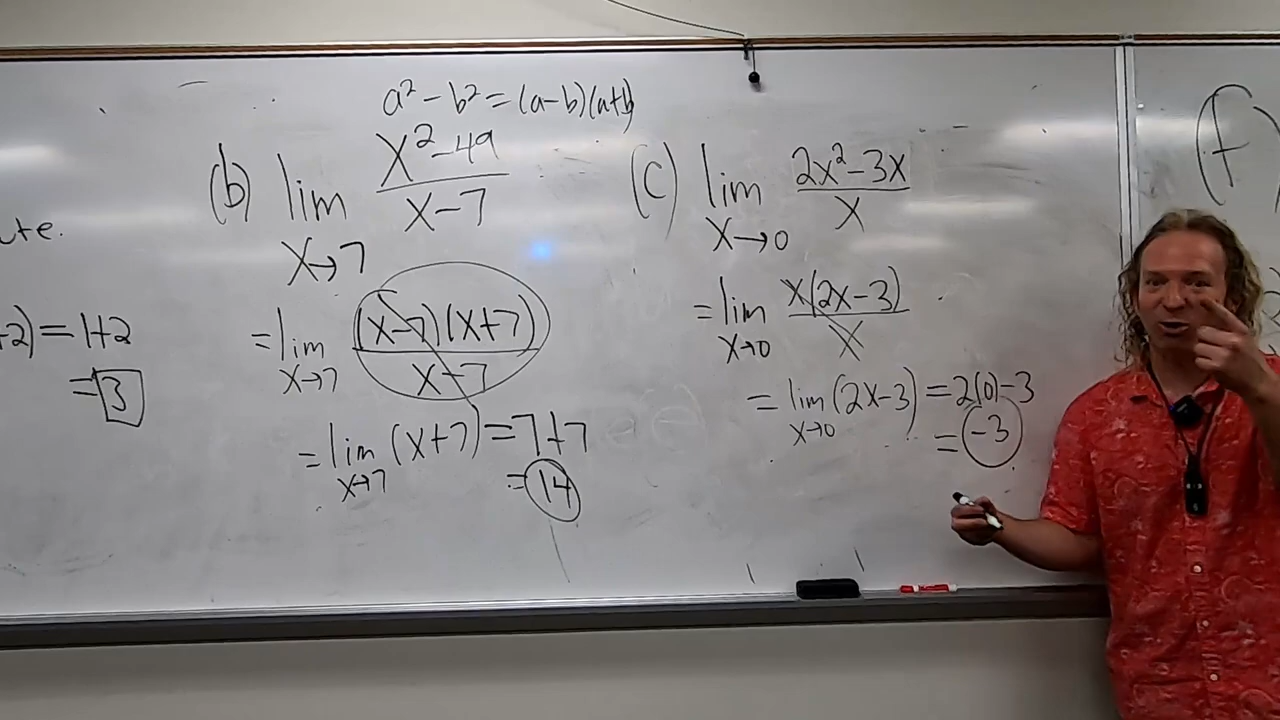 ute.
+2) = 1+2
= 3
a² - b² = (a-b)(a+b)
(b) lim x→7 (x² - 49)/(x - 7)
= lim x→7 ((x-7)(x+7))/(x-7)
= lim x→7 (x+7) = 7+7
= 14
(c) lim x→0 (2x² - 3x)/x
= lim x→0 (x(2x-3))/x
= lim x→0 (2x-3) = 2(0)-3
= -3
(f)